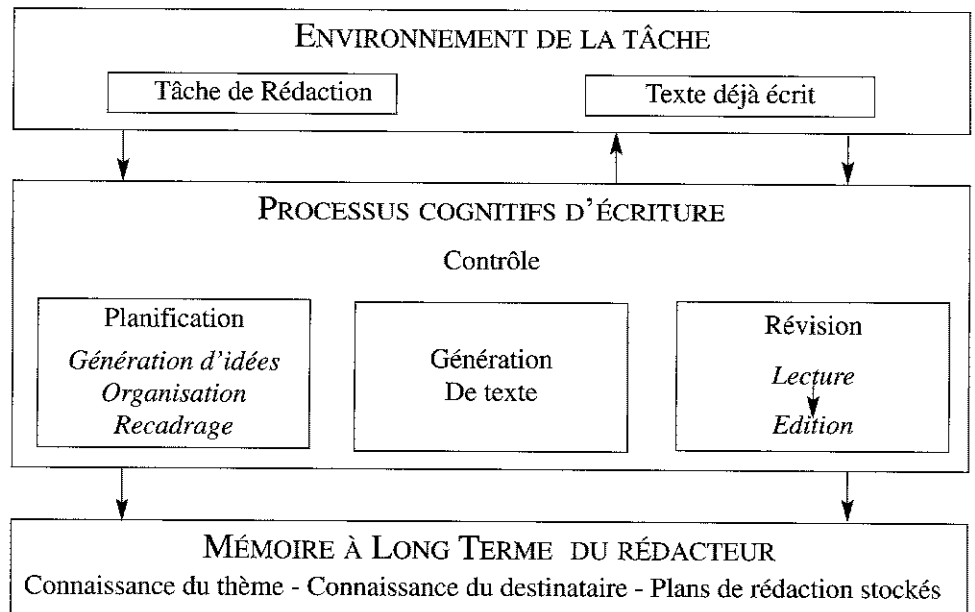 ENVIRONNEMENT DE LA TÂCHE
Tâche de Rédaction
Texte déjà écrit
PROCESSUS COGNITIFS D'ÉCRITURE
Contrôle
Planification
Génération d'idées
Organisation
Recadrage
Génération
De texte
Révision
Lecture
Edition
MÉMOIRE À LONG TERME DU RÉDACTEUR
Connaissance du thème - Connaissance du destinataire - Plans de rédaction stockés